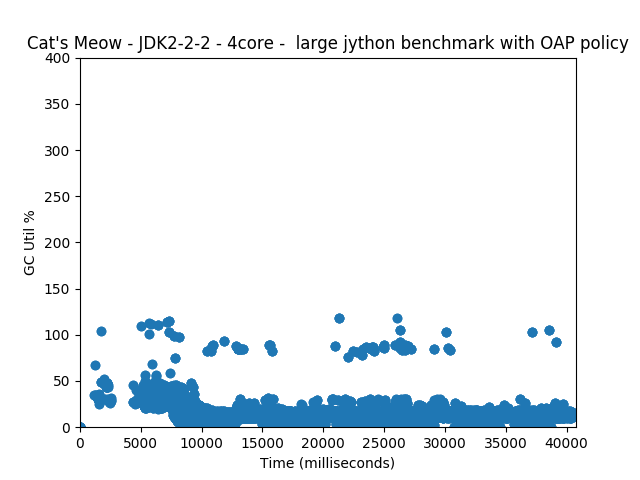 Cat's Meow - JDK2-2-2 - 4core -  large jython benchmark with OAP policy
400
350
300
250
200
150
100
50
0
GC Util %
0 5000 10000 15000 20000 25000 30000 35000 40000
Time (milliseconds)